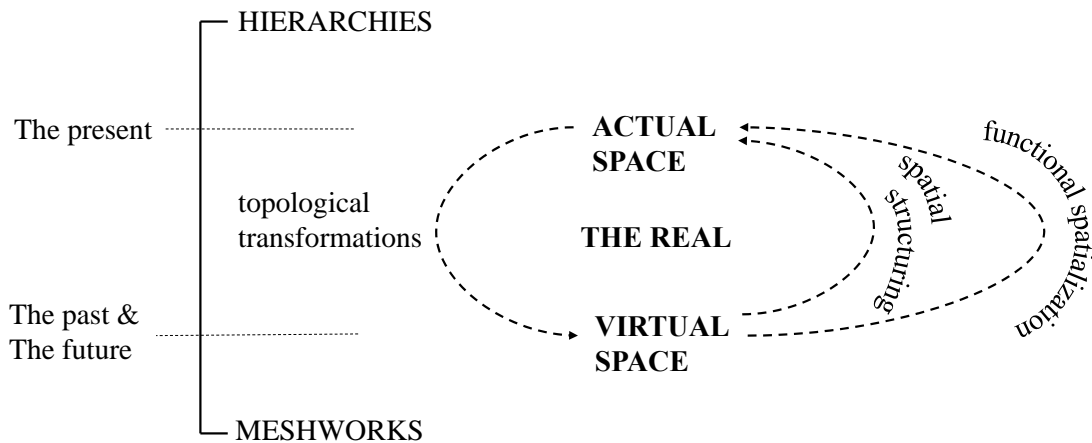 HIERARCHIES
The present
ACTUAL
SPACE
functional spatialization
spatial
structuring
topological
transformations
THE REAL
The past &
The future
VIRTUAL
SPACE
MESHWORKS